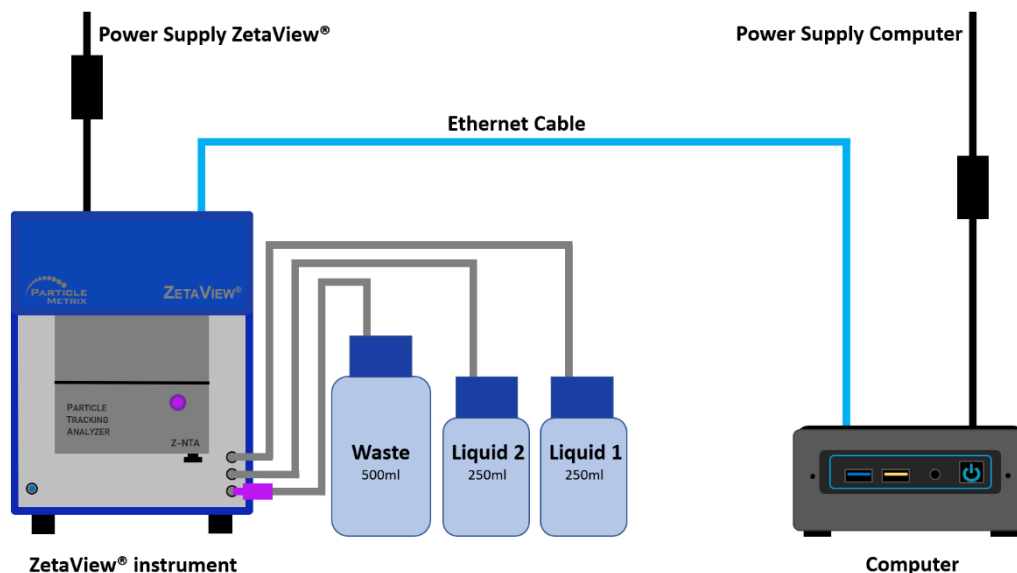 Power Supply ZetaView®
Power Supply Computer
Ethernet Cable
PARTICLE
METRIX
ZETAVIEW®
PARTICLE
TRACKING
ANALYZER
Z-NTA
Waste
500ml
Liquid 2
250ml
Liquid 1
250ml
ZetaView® instrument
Computer